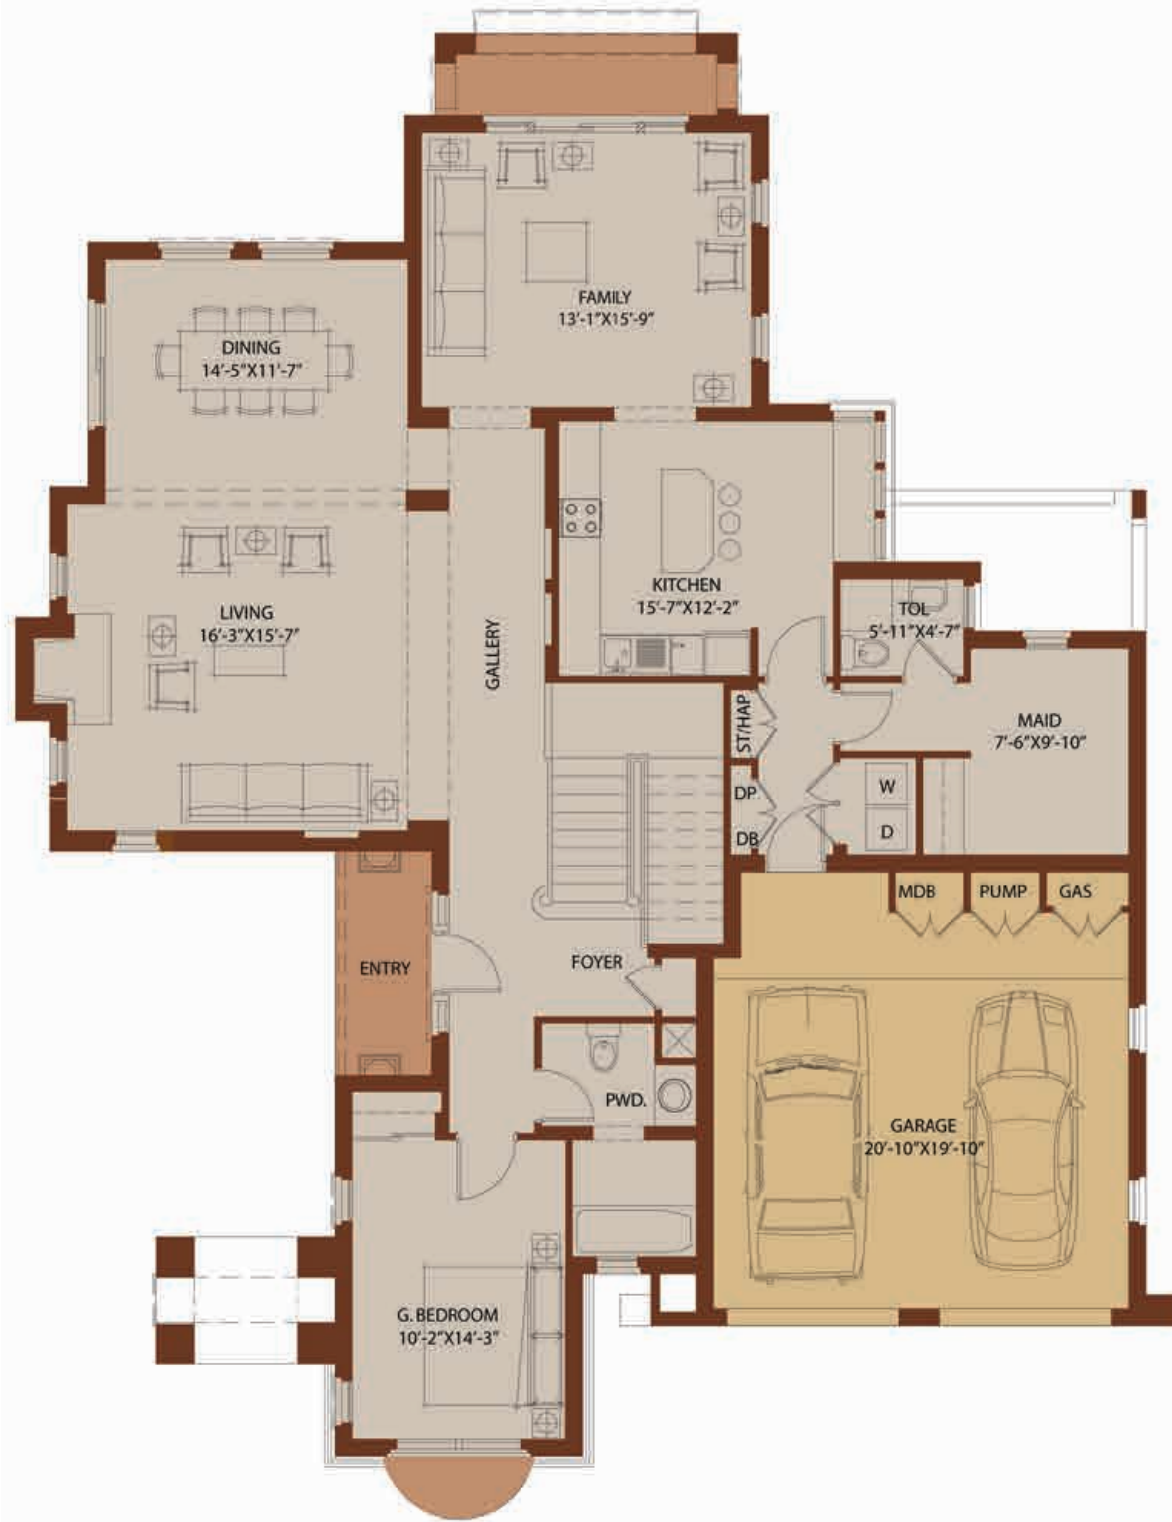 FAMILY
13'-1"X15'-9"
DINING
14'-5"X11'-7"
KITCHEN
15'-7"X12'-2"
TOL
5'-11"X4'-7"
LIVING
16'-3"X15'-7"
GALLERY
ST/HAP
MAID
7'-6"X9'-10"
DP
W
DB
D
MDB
PUMP
GAS
ENTRY
FOYER
PWD.
GARAGE
20'-10"X19'-10"
G. BEDROOM
10'-2"X14'-3"